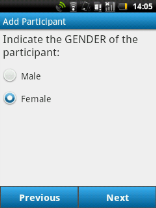 14:05
Add Participant
Indicate the GENDER of the
participant:
Male
Female
Previous
Next